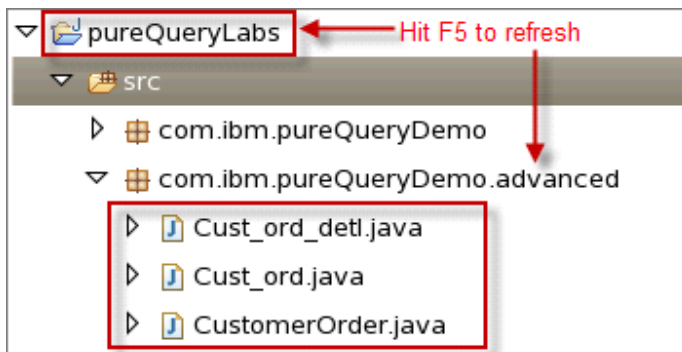 pureQueryLabs Hit F5 to refresh
src
com.ibm.pureQueryDemo
com.ibm.pureQueryDemo.advanced
Cust_ord_detl.java
Cust_ord.java
CustomerOrder.java